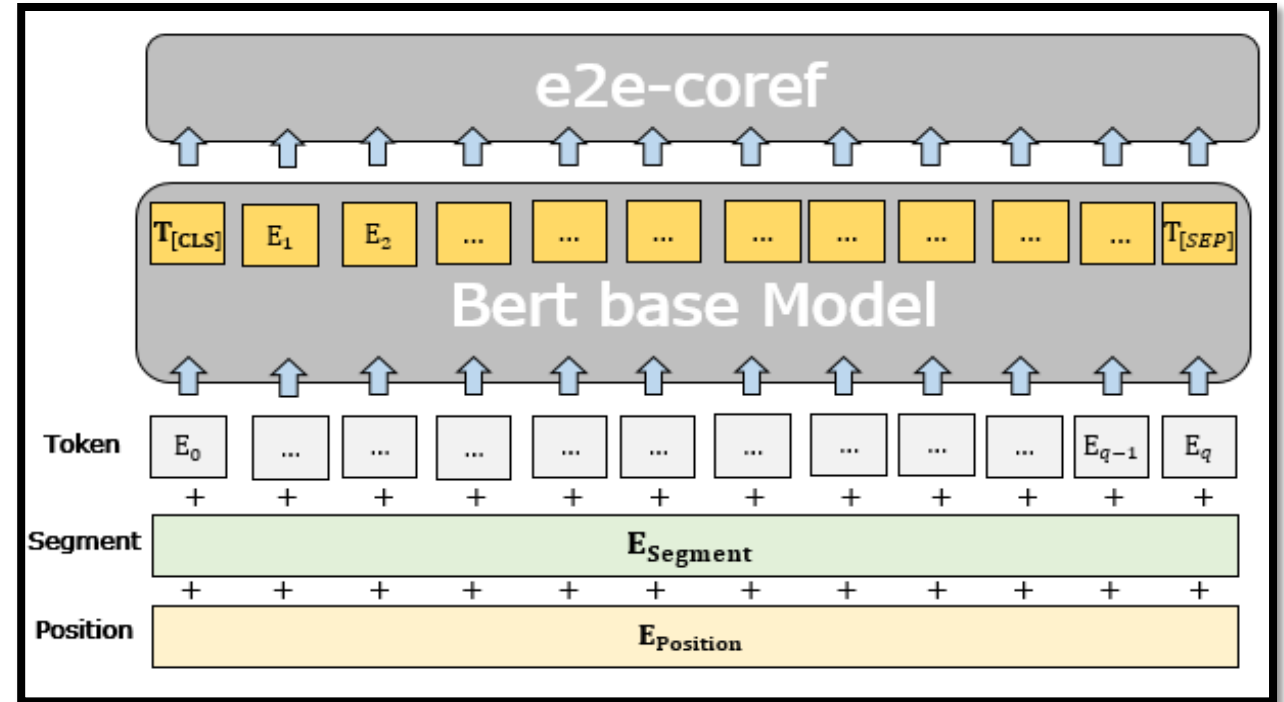 e2e-coref
T[CLS] E1 E2 ... ... ... ... ... ... ... ... T[SEP]
Bert base Model
Token E0 ... ... ... ... ... ... ... ... ... Eq−1 Eq
+ + + + + + + + + + + +
Segment ESegment
+ + + + + + + + + + + +
Position EPosition